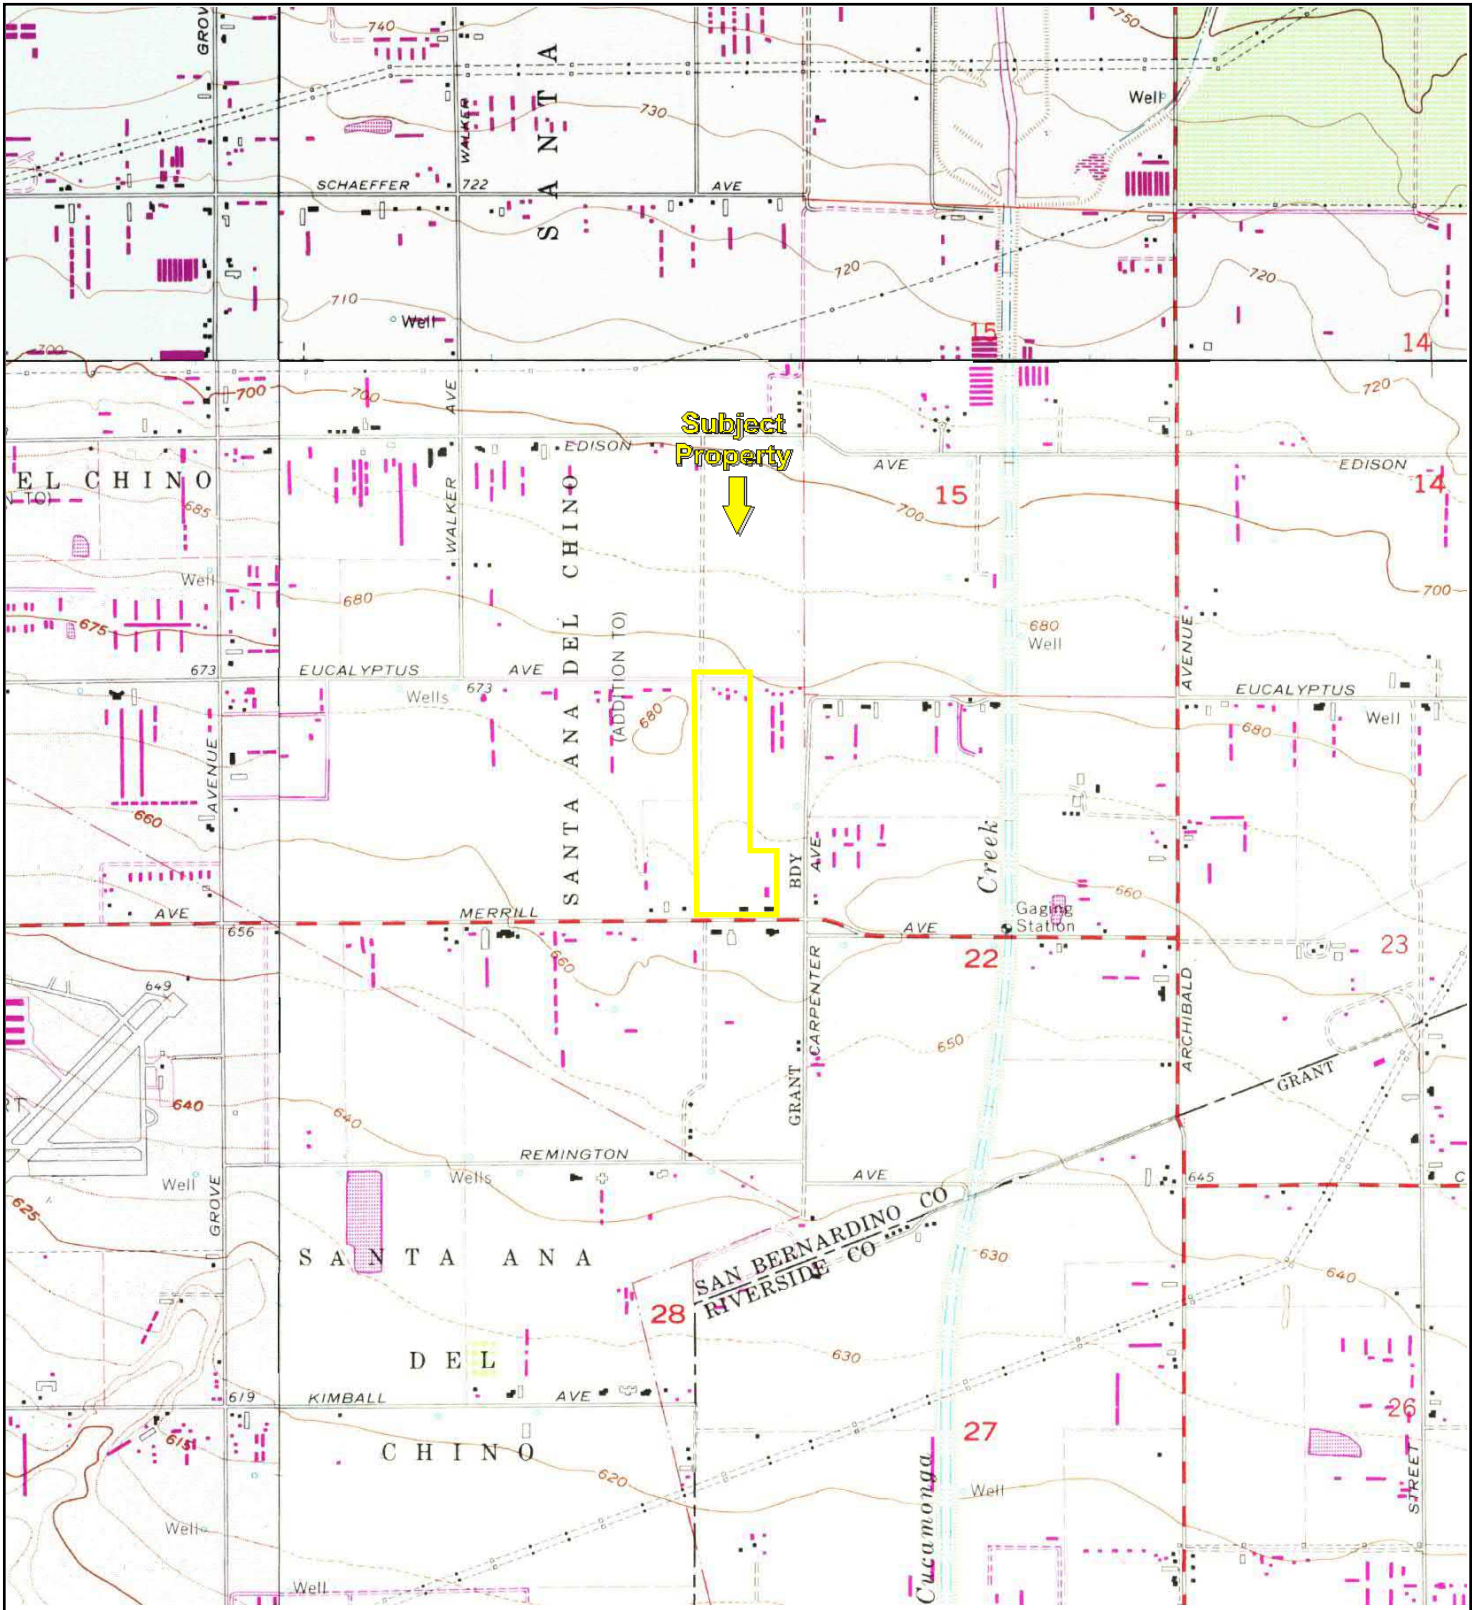 GROV
740
750
WALKER
SANTA
730
Well
SCHAEFFER
722
AVE
720
720
710
Well
15
14
700
700
700
AVE
720
Subject
Property
EDISON
AVE
EDISON
EL CHINO
N TO)
15
14
685
WALKER
700
Well
680
700
675
(ADDITION TO)
680
Well
AVENUE
673
EUCALYPTUS
AVE
EUCALYPTUS
Wells
673
680
Well
680
AVENUE
SANTA ANA DEL CHINO
660
BDY
AVE
Creek
660
AVE
MERRILL
Gaging
Station
656
AVE
660
22
23
649
CARPENTER
ARCHIBALD
650
RT
640
640
GRANT
GRANT
REMINGTON
Well
Wells
AVE
645
C
625
GROVE
SAN BERNARDINO CO
RIVERSIDE CO
SANTA ANA
630
640
28
DEL
630
619
KIMBALL
AVE
26
615
CHINO
27
620
Cucamonga
Well
STREET
Well
Well